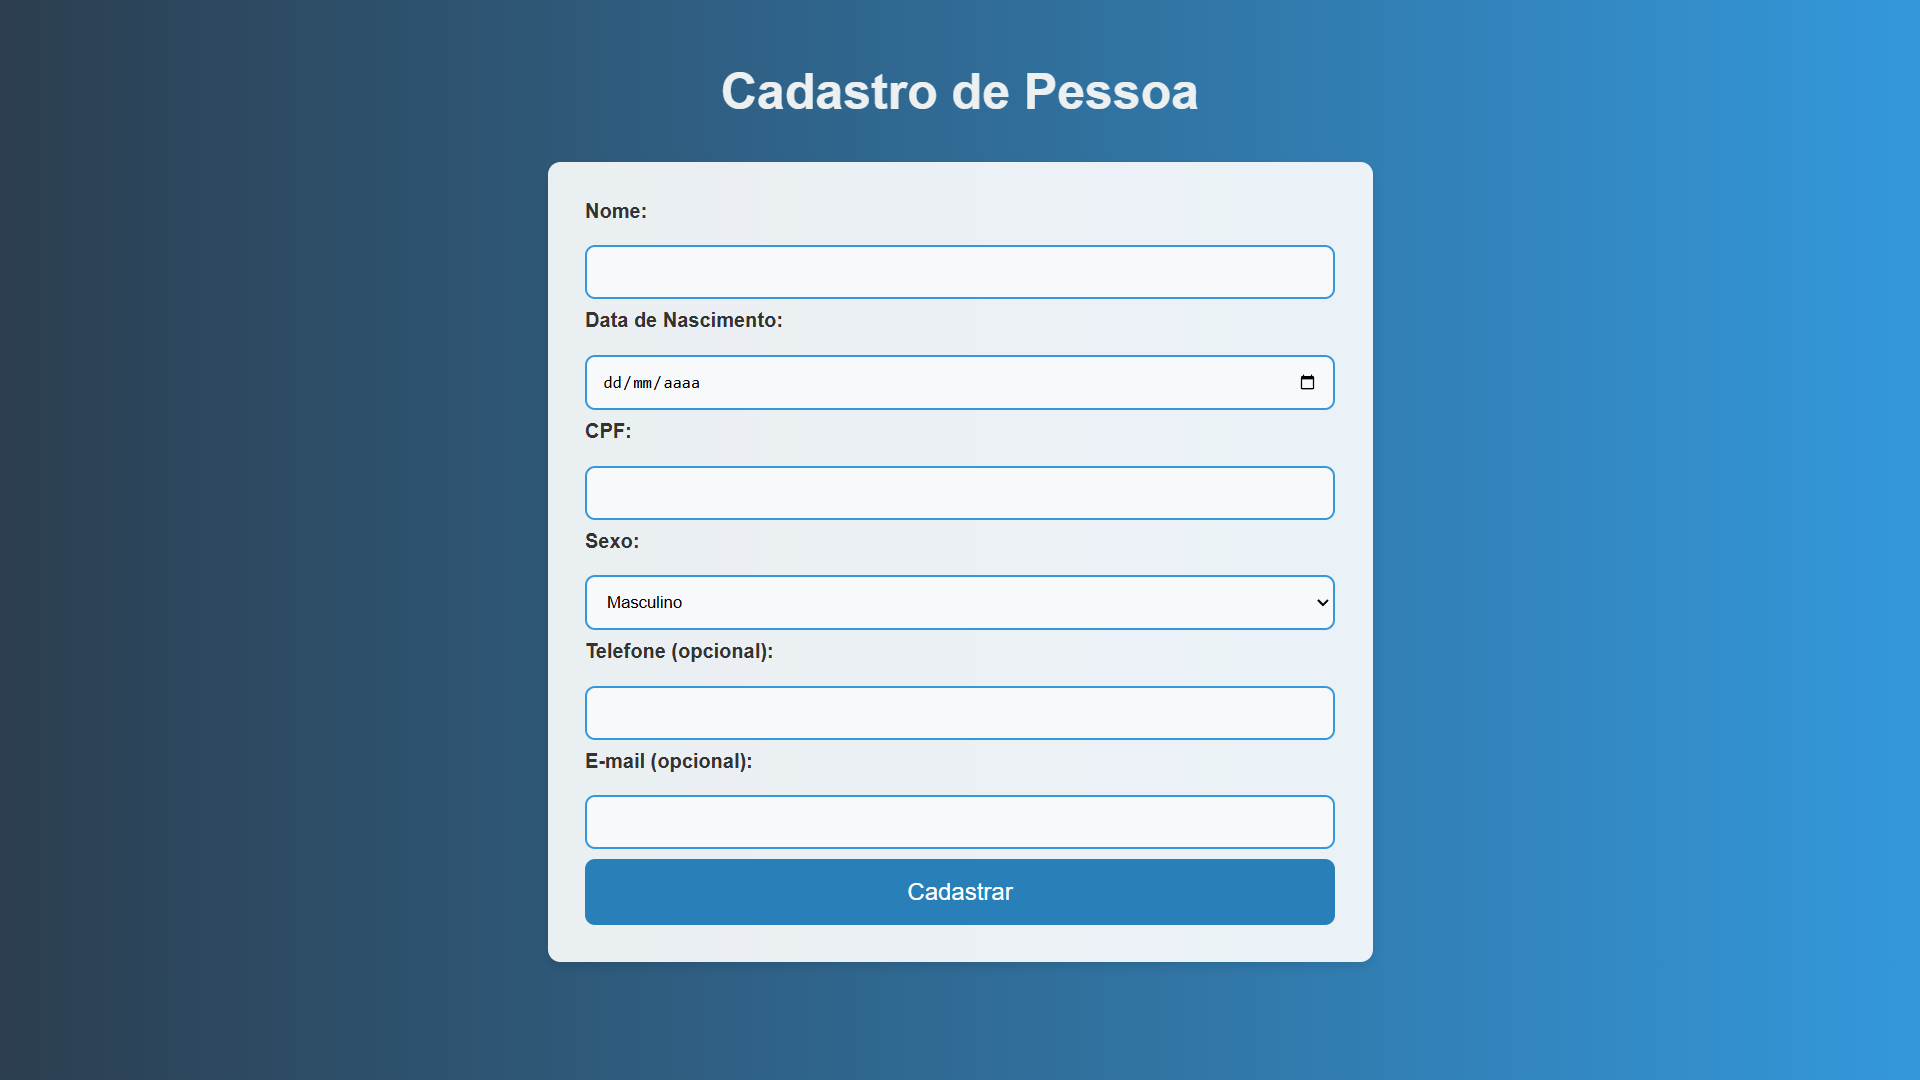 Cadastro de Pessoa
Nome:
Data de Nascimento:
dd/mm/aaaa
CPF:
Sexo:
Masculino
Telefone (opcional):
E-mail (opcional):
Cadastrar